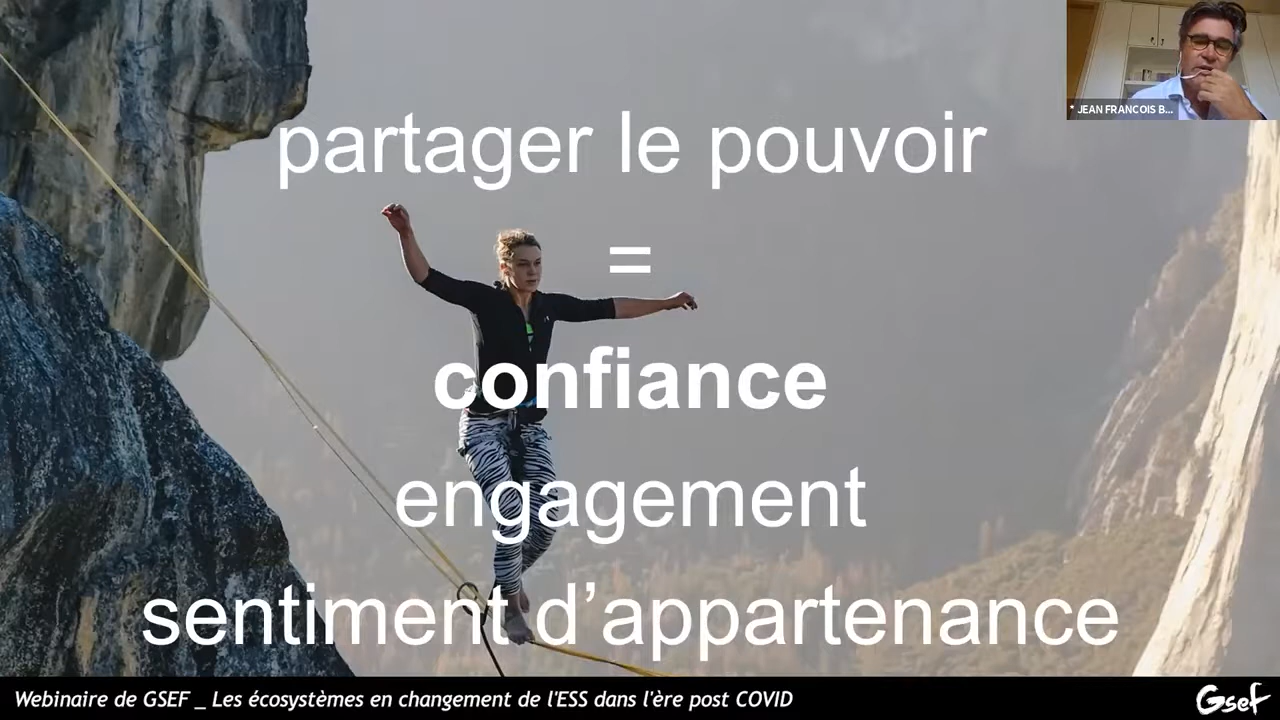 * JEAN FRANCOIS B...
partager le pouvoir
=
confiance
engagement
sentiment d’appartenance
Webinaire de GSEF _ Les écosystèmes en changement de l'ESS dans l'ère post COVID
Gsef